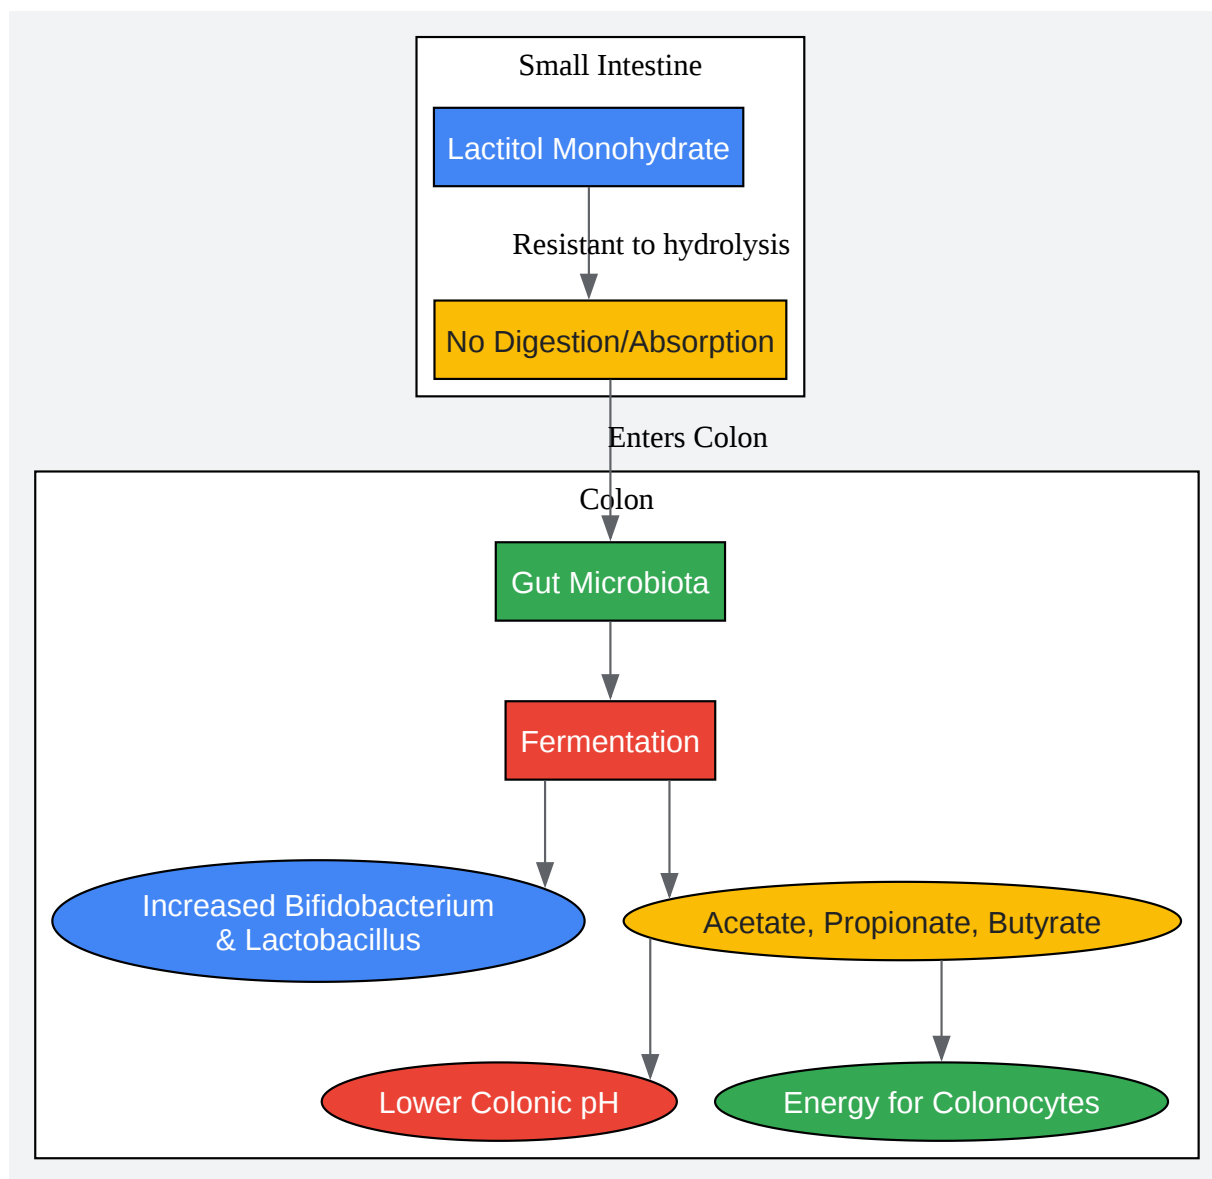 Small Intestine
Lactitol Monohydrate
Resistant to hydrolysis
No Digestion/Absorption
Enters Colon
Colon
Gut Microbiota
Fermentation
Increased Bifidobacterium
& Lactobacillus
Acetate, Propionate, Butyrate
Lower Colonic pH
Energy for Colonocytes